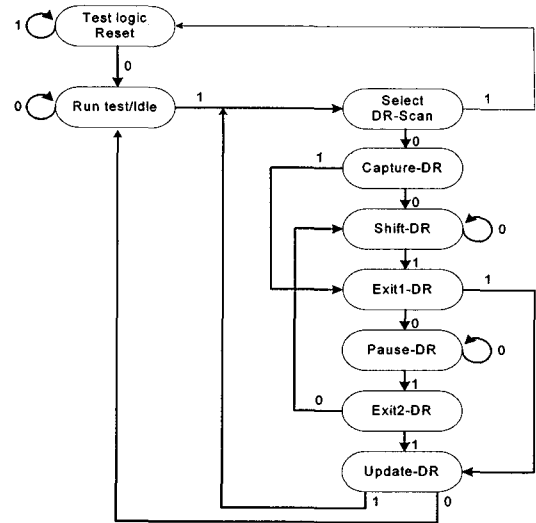 Test logic
Reset
1
0
Run test/Idle
0
1
Select
DR-Scan
1
0
Capture-DR
1
0
Shift-DR
0
1
Exit1-DR
1
0
Pause-DR
0
1
Exit2-DR
0
1
Update-DR
1
0